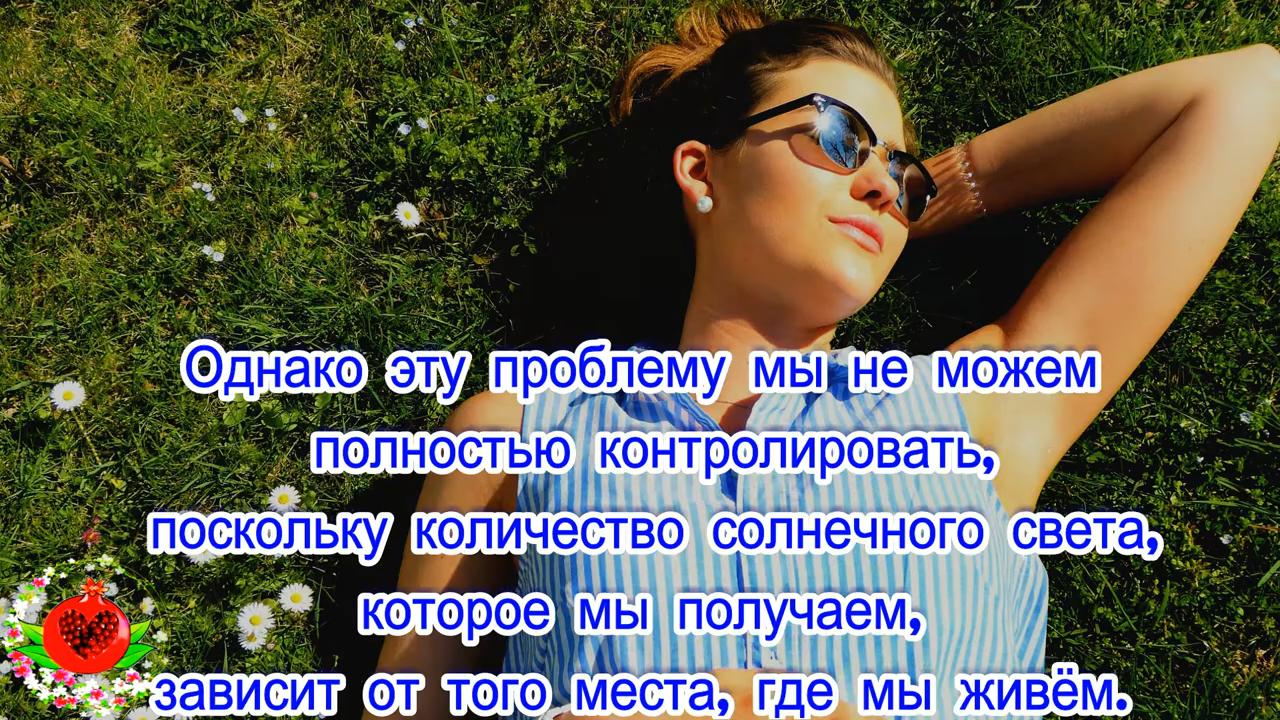 Однако эту проблему мы не можем
полностью контролировать,
поскольку количество солнечного света,
которое мы получаем,
зависит от того места, где мы живём.